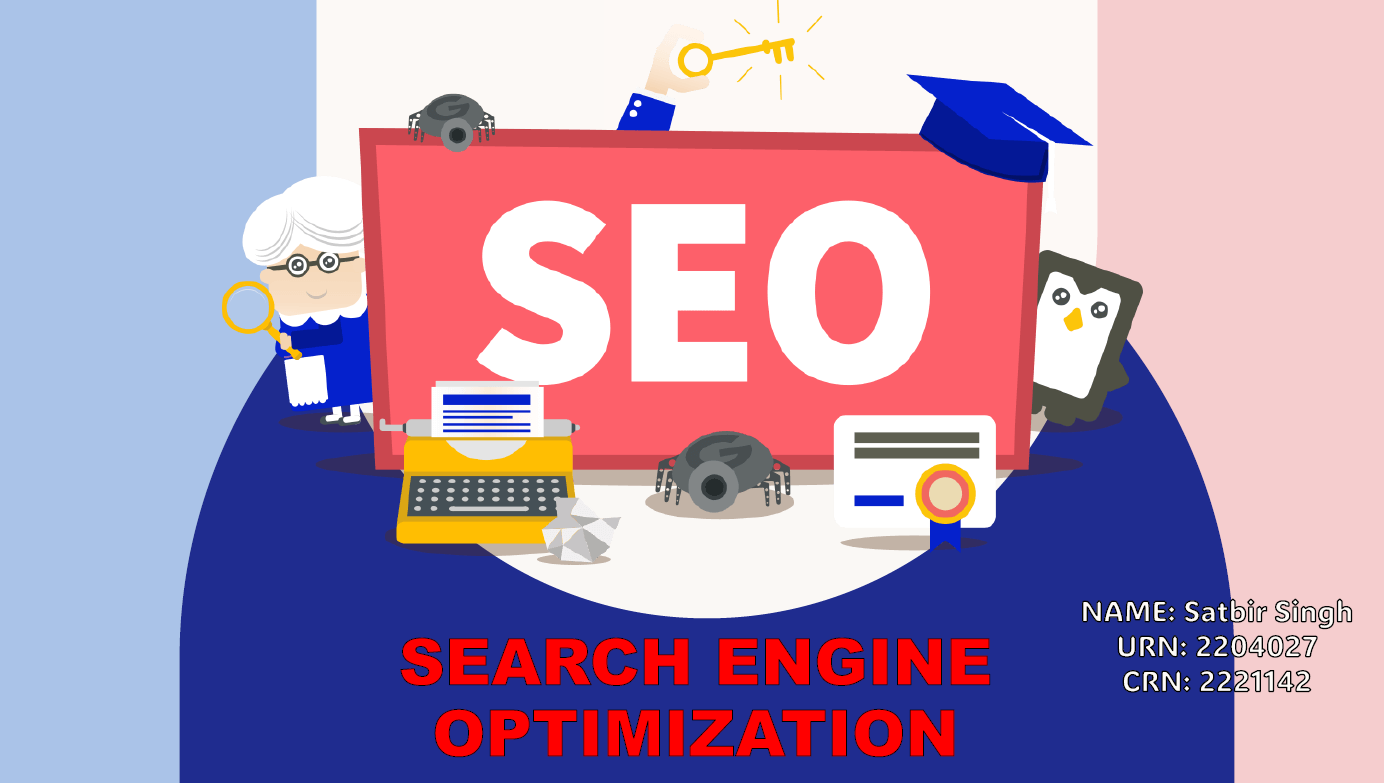 SEO
SEARCH ENGINE
OPTIMIZATION
NAME: Satbir Singh
URN: 2204027
CRN: 2221142